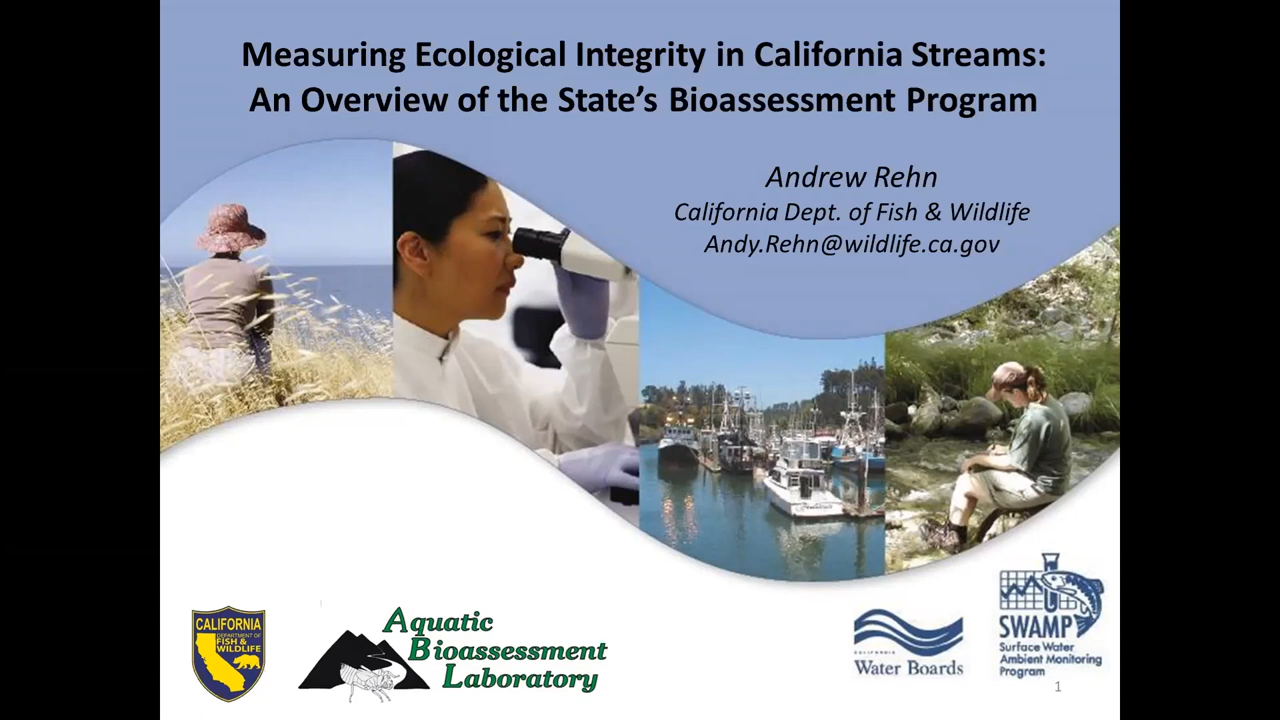 Measuring Ecological Integrity in California Streams:
An Overview of the State's Bioassessment Program
Andrew Rehn
California Dept. of Fish & Wildlife
Andy.Rehn@wildlife.ca.gov
CALIFORNIA
DEPARTMENT OF
FISH &
WILDLIFE
Aquatic
Bioassessment
Laboratory
CALIFORNIA
Water Boards
SWAMP
Surface Water
Ambient Monitoring
Program
1